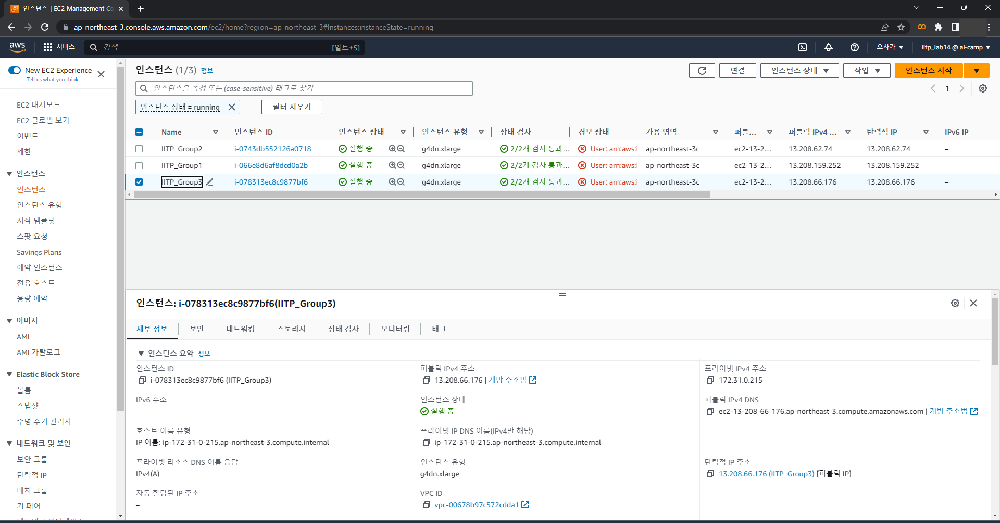 인스턴스 | EC2 Management Co
ap-northeast-3.console.aws.amazon.com/ec2/home?region=ap-northeast-3#Instances:instanceState=running
aws 서비스 검색 [알트+S] 오사카 iitp_lab14 @ ai-camp
New EC2 Experience
Tell us what you think
EC2 대시보드
EC2 글로벌 보기
이벤트
제한
인스턴스
인스턴스
인스턴스 유형
시작 템플릿
스팟 요청
Savings Plans
예약 인스턴스
전용 호스트
용량 예약
이미지
AMI
AMI 카탈로그
Elastic Block Store
볼륨
스냅샷
수명 주기 관리자
네트워크 및 보안
보안 그룹
탄력적 IP
배치 그룹
키 페어
인스턴스 (1/3) 정보
연결 인스턴스 상태 작업 인스턴스 시작
인스턴스을 속성 또는 (case-sensitive) 태그로 찾기
1
인스턴스 상태 = running 필터 지우기
Name 인스턴스 ID 인스턴스 상태 인스턴스 유형 상태 검사 경보 상태 가용 영역 퍼블... 퍼블릭 IPv4 ... 탄력적 IP IPv6 IP
IITP_Group2 i-0743db552126a0718 실행 중 g4dn.xlarge 2/2개 검사 통과... User: arn:aws:i ap-northeast-3c ec2-13-2... 13.208.62.74 13.208.62.74 –
IITP_Group1 i-066e8d6af8dcd0a2b 실행 중 g4dn.xlarge 2/2개 검사 통과... User: arn:aws:i ap-northeast-3c ec2-13-2... 13.208.159.252 13.208.159.252 –
IITP_Group3 i-078313ec8c9877bf6 실행 중 g4dn.xlarge 2/2개 검사 통과... User: arn:aws:i ap-northeast-3c ec2-13-2... 13.208.66.176 13.208.66.176 –
인스턴스: i-078313ec8c9877bf6(IITP_Group3)
세부 정보 보안 네트워킹 스토리지 상태 검사 모니터링 태그
인스턴스 요약 정보
인스턴스 ID
i-078313ec8c9877bf6 (IITP_Group3)
퍼블릭 IPv4 주소
13.208.66.176 | 개방 주소법
프라이빗 IPv4 주소
172.31.0.215
IPv6 주소
–
인스턴스 상태
실행 중
퍼블릭 IPv4 DNS
ec2-13-208-66-176.ap-northeast-3.compute.amazonaws.com | 개방 주소법
호스트 이름 유형
IP 이름: ip-172-31-0-215.ap-northeast-3.compute.internal
프라이빗 IP DNS 이름(IPv4만 해당)
ip-172-31-0-215.ap-northeast-3.compute.internal
프라이빗 리소스 DNS 이름 응답
IPv4(A)
인스턴스 유형
g4dn.xlarge
탄력적 IP 주소
13.208.66.176 (IITP_Group3) [퍼블릭 IP]
자동 할당된 IP 주소
–
VPC ID
vpc-00678b97c572cdda1